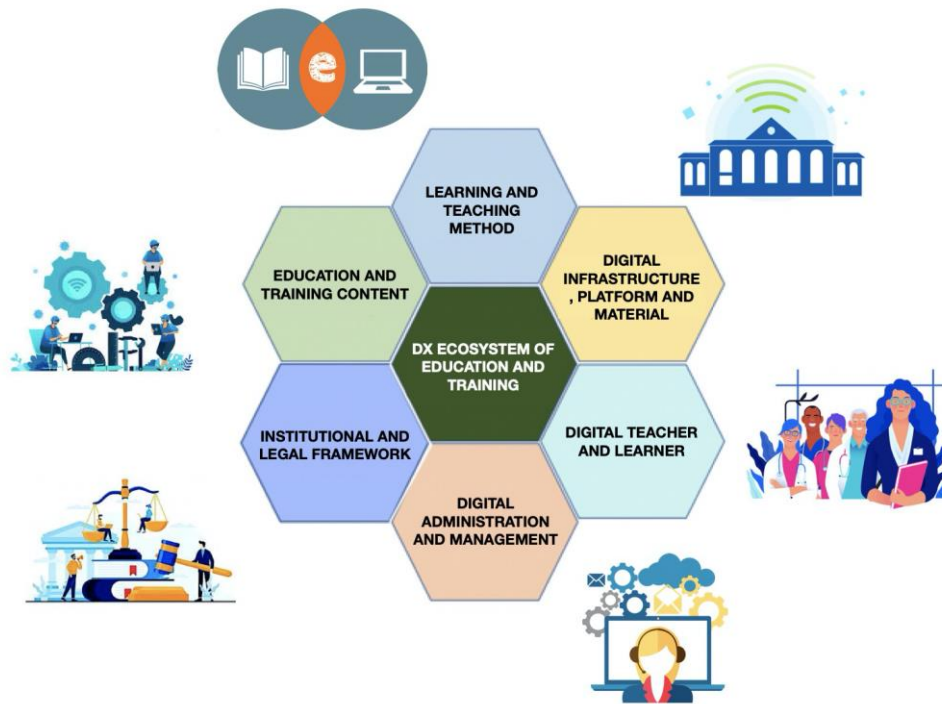 e
LEARNING AND
TEACHING
METHOD
EDUCATION AND
TRAINING CONTENT
DIGITAL
INFRASTRUCTURE
, PLATFORM AND
MATERIAL
DX ECOSYSTEM OF
EDUCATION AND
TRAINING
INSTITUTIONAL AND
LEGAL FRAMEWORK
DIGITAL TEACHER
AND LEARNER
DIGITAL
ADMINISTRATION
AND MANAGEMENT